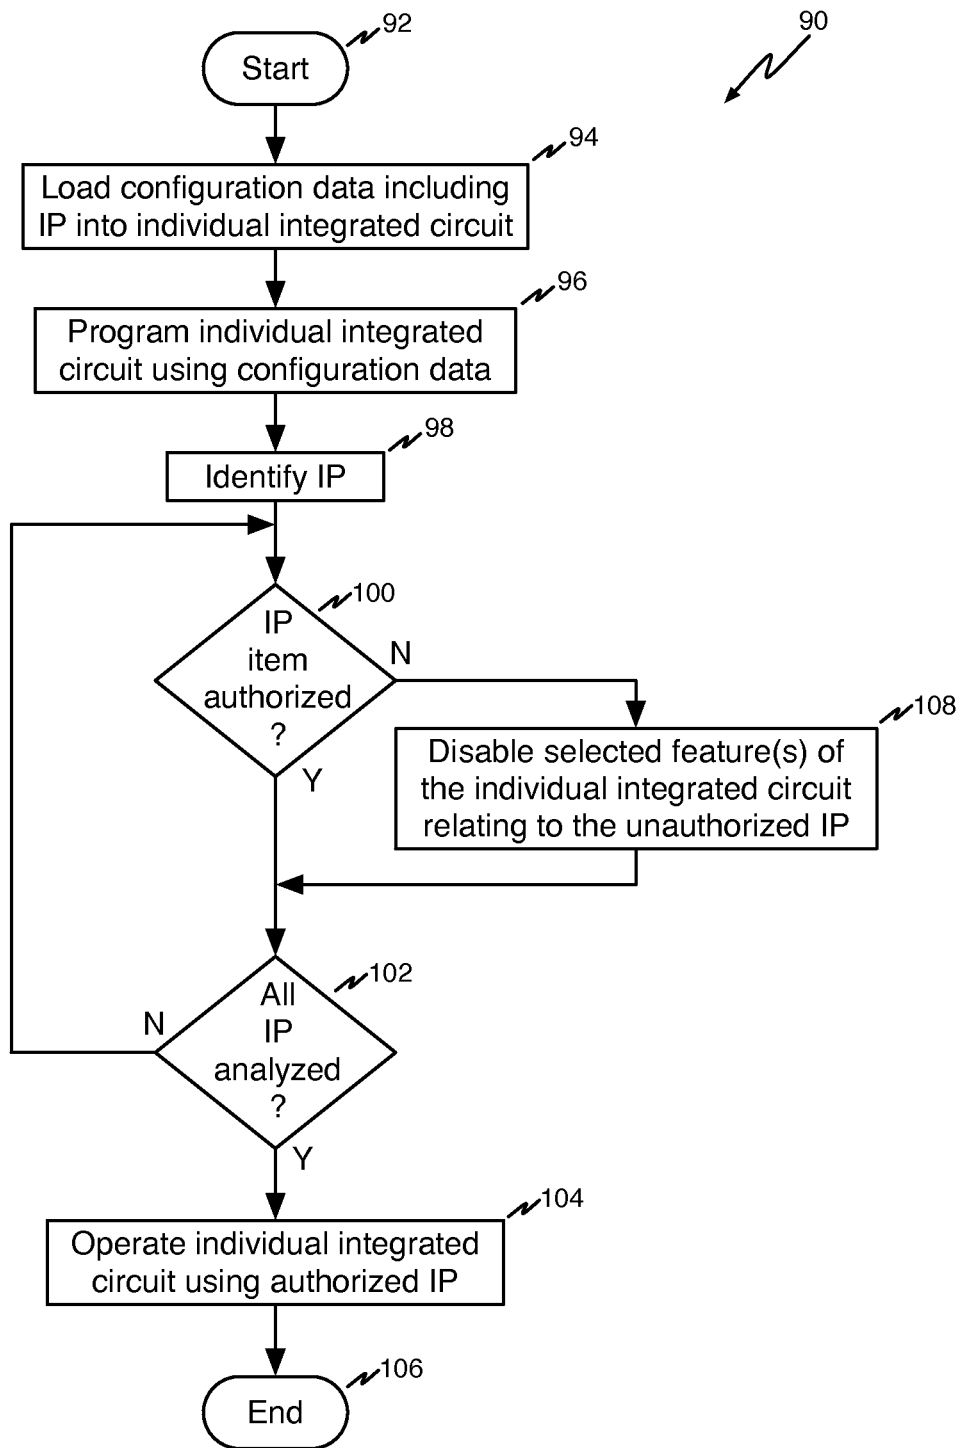 90
92
Start
94
Load configuration data including
IP into individual integrated circuit
96
Program individual integrated
circuit using configuration data
98
Identify IP
100
IP
item
authorized
?
N
Y
108
Disable selected feature(s) of
the individual integrated circuit
relating to the unauthorized IP
102
All
IP
analyzed
?
N
Y
104
Operate individual integrated
circuit using authorized IP
106
End